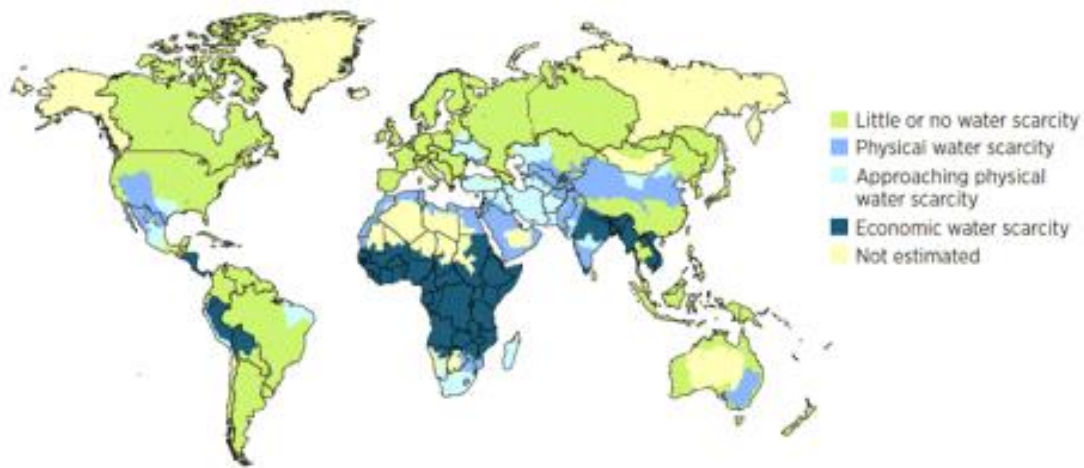 Little or no water scarcity
Physical water scarcity
Approaching physical
water scarcity
Economic water scarcity
Not estimated